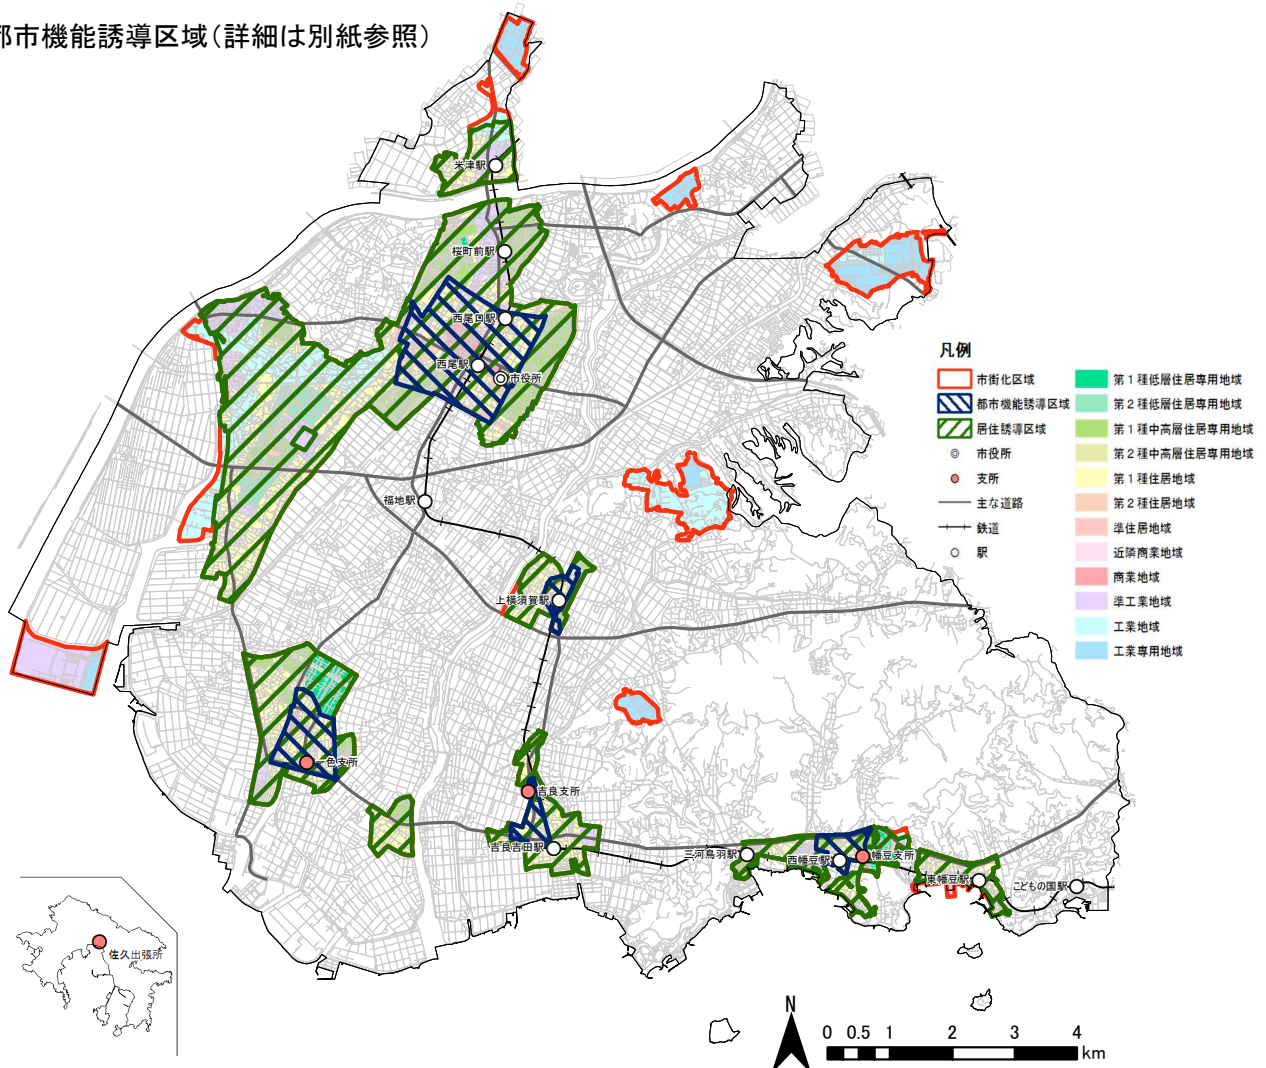 都市機能誘導区域（詳細は別紙参照）
米津駅
桜町前駅
西尾口駅
西尾駅
市役所
福地駅
上横須賀駅
一色支所
吉良支所
吉良吉田駅
三河鳥羽駅
西幡豆駅
幡豆支所
東幡豆駅
こどもの国駅
佐久出張所
凡例
市街化区域
都市機能誘導区域
居住誘導区域
市役所
支所
主な道路
鉄道
駅
第１種低層住居専用地域
第２種低層住居専用地域
第１種中高層住居専用地域
第２種中高層住居専用地域
第１種住居地域
第２種住居地域
準住居地域
近隣商業地域
商業地域
準工業地域
工業地域
工業専用地域
N
0 0.5 1 2 3 4
km